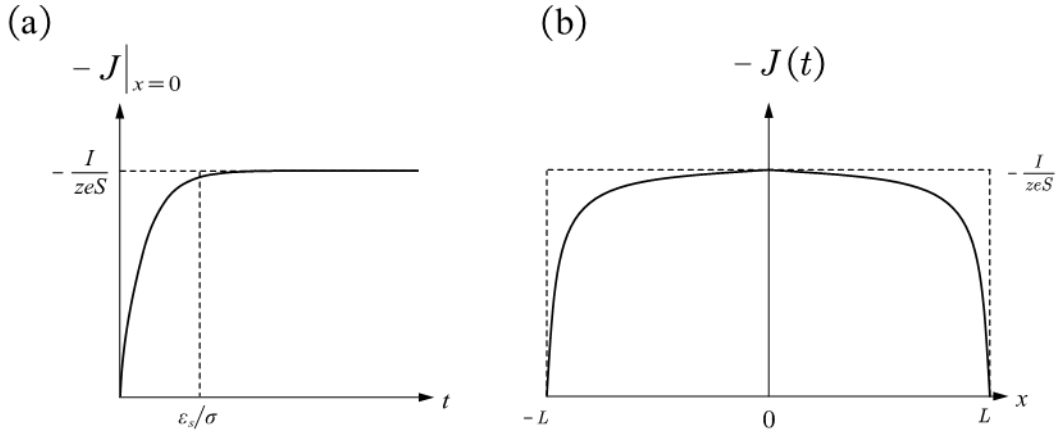 (a)
- J|x=0
- I/zeS
εs/σ
t
(b)
- J(t)
- I/zeS
-L
0
L
x